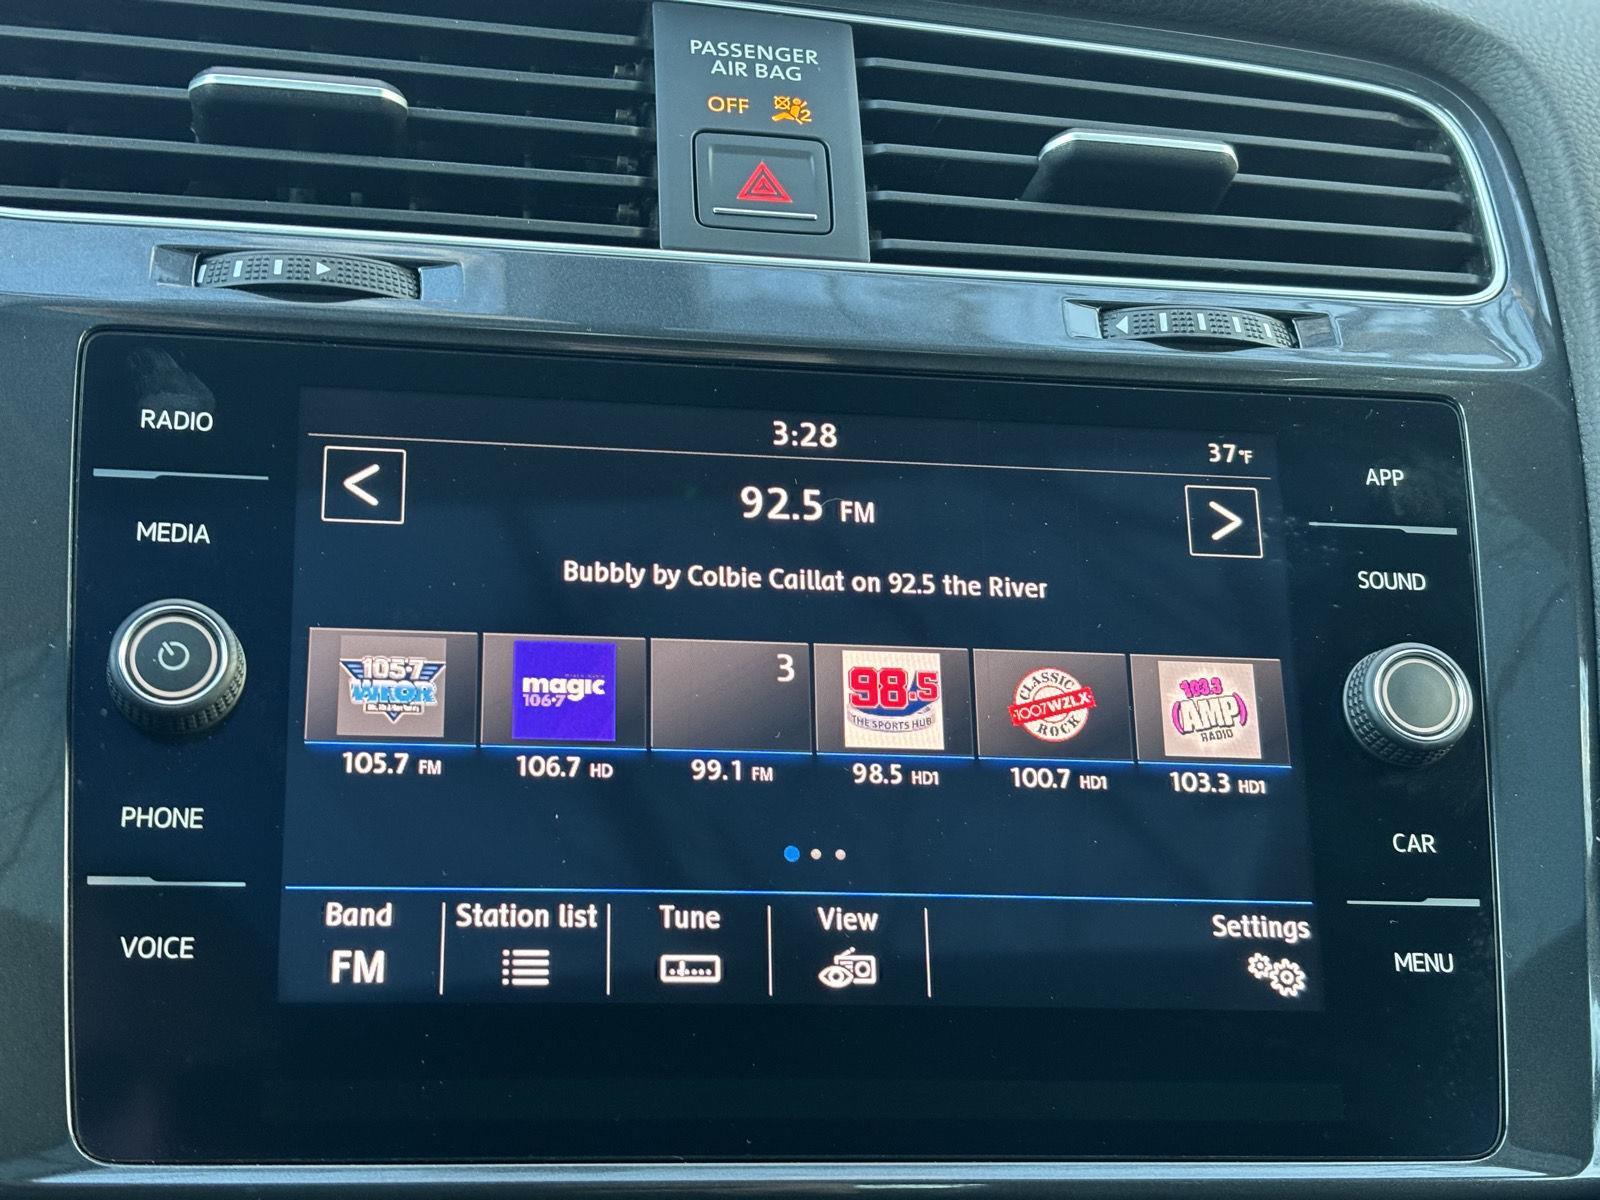 PASSENGER
AIR BAG
OFF 2
RADIO
MEDIA
PHONE
VOICE
3:28
37°F
<
92.5 FM
>
Bubbly by Colbie Caillat on 92.5 the River
105.7
WROR
magic
106.7
3
98.5
THE SPORTS HUB
CLASSIC
100.7 WZLX
ROCK
103.3
AMP
RADIO
105.7 FM
106.7 HD
99.1 FM
98.5 HD1
100.7 HD1
103.3 HD1
Band
FM
Station list
Tune
View
Settings
APP
SOUND
CAR
MENU